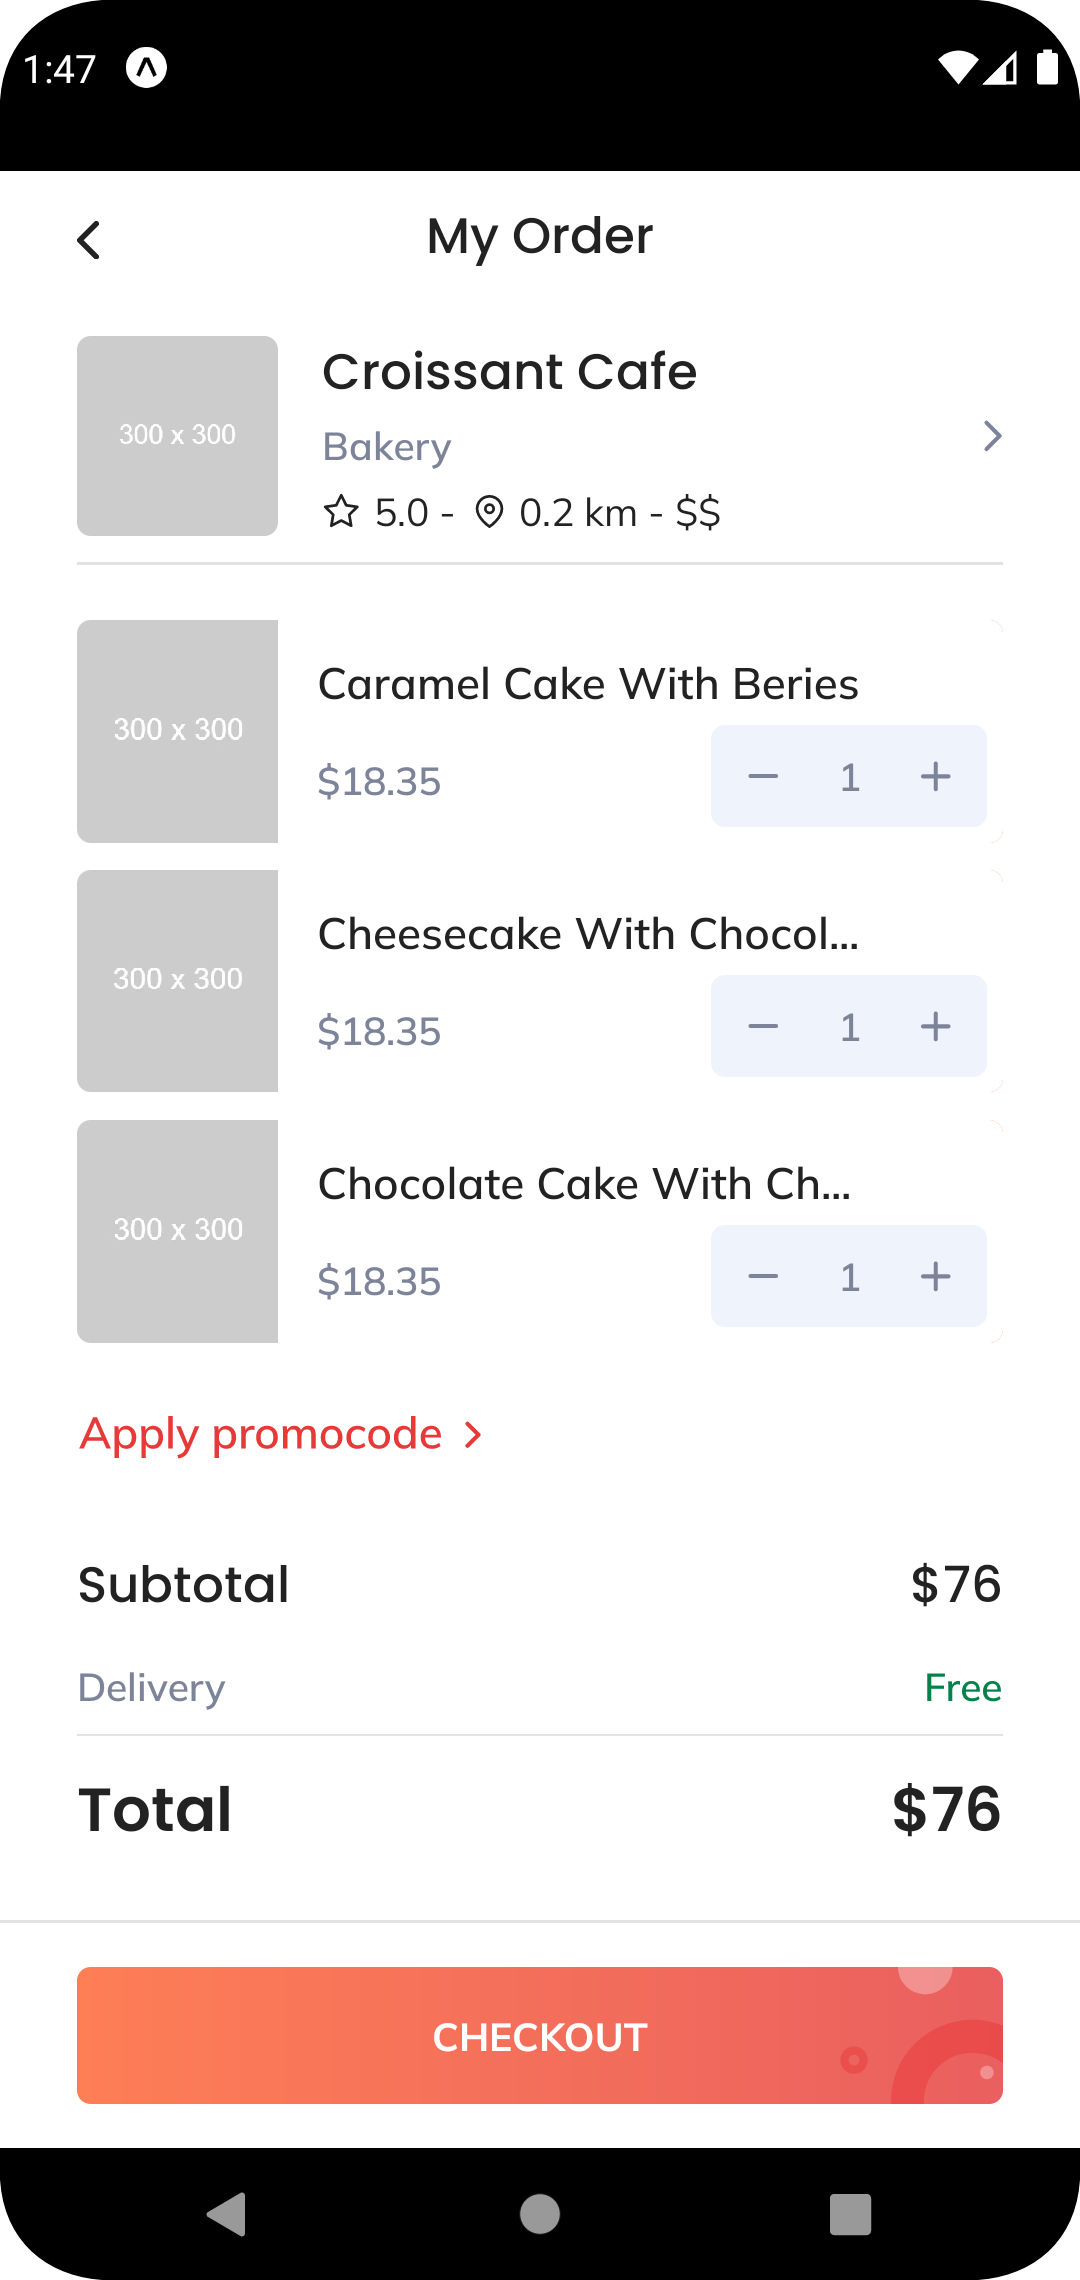 1:47
My Order
300 x 300
Croissant Cafe
Bakery
5.0 - 0.2 km - $$
300 x 300
Caramel Cake With Beries
$18.35
1
300 x 300
Cheesecake With Chocol...
$18.35
1
300 x 300
Chocolate Cake With Ch...
$18.35
1
Apply promocode
Subtotal $76
Delivery Free
Total $76
CHECKOUT